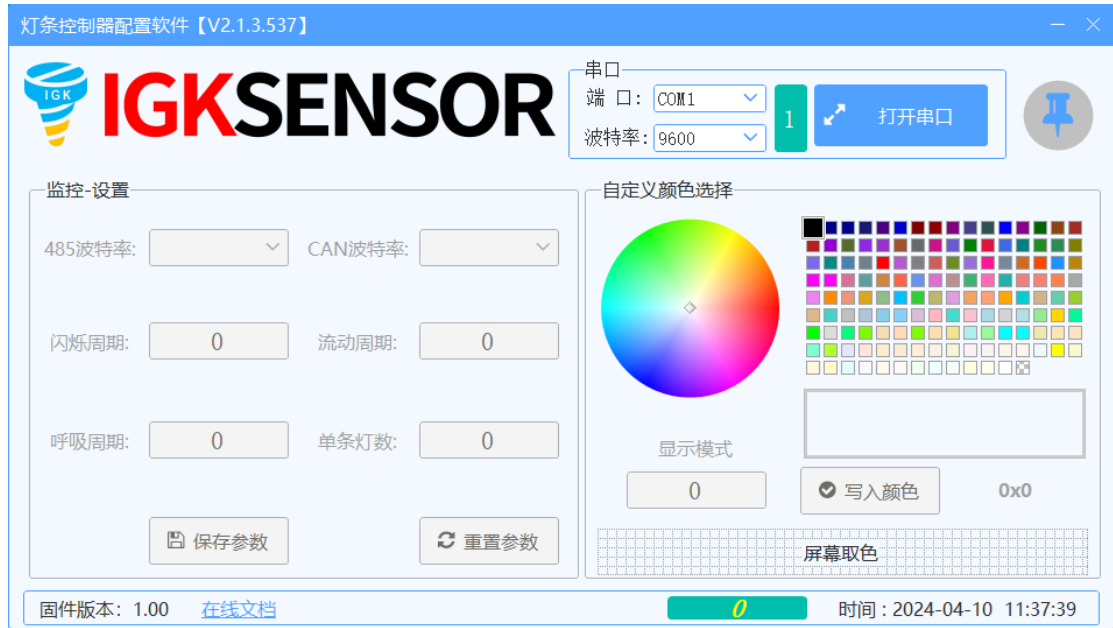 灯条控制器配置软件【V2.1.3.537】
IGK IGKSENSOR
串口
端 口: COM1
波特率: 9600
1
打开串口
监控-设置
485波特率: CAN波特率:
闪烁周期: 0 流动周期: 0
呼吸周期: 0 单条灯数: 0
保存参数 重置参数
自定义颜色选择
显示模式
0 写入颜色 0x0
屏幕取色
固件版本: 1.00 在线文档 0 时间 : 2024-04-10 11:37:39